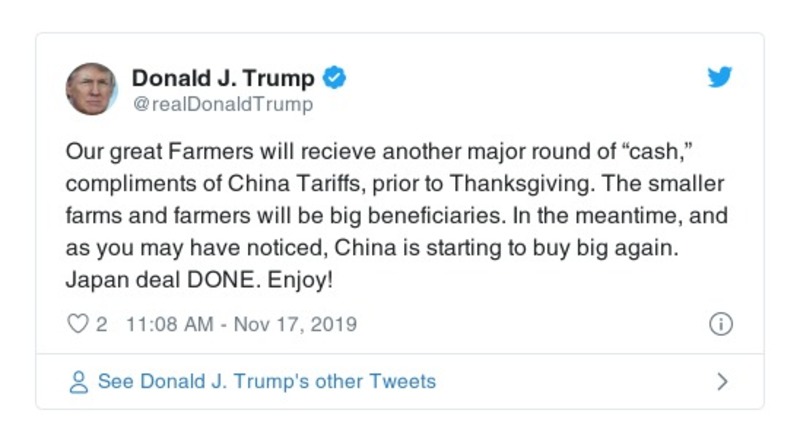 Donald J. Trump
@realDonaldTrump
Our great Farmers will recieve another major round of “cash,”
compliments of China Tariffs, prior to Thanksgiving. The smaller
farms and farmers will be big beneficiaries. In the meantime, and
as you may have noticed, China is starting to buy big again.
Japan deal DONE. Enjoy!
2 11:08 AM - Nov 17, 2019
See Donald J. Trump's other Tweets